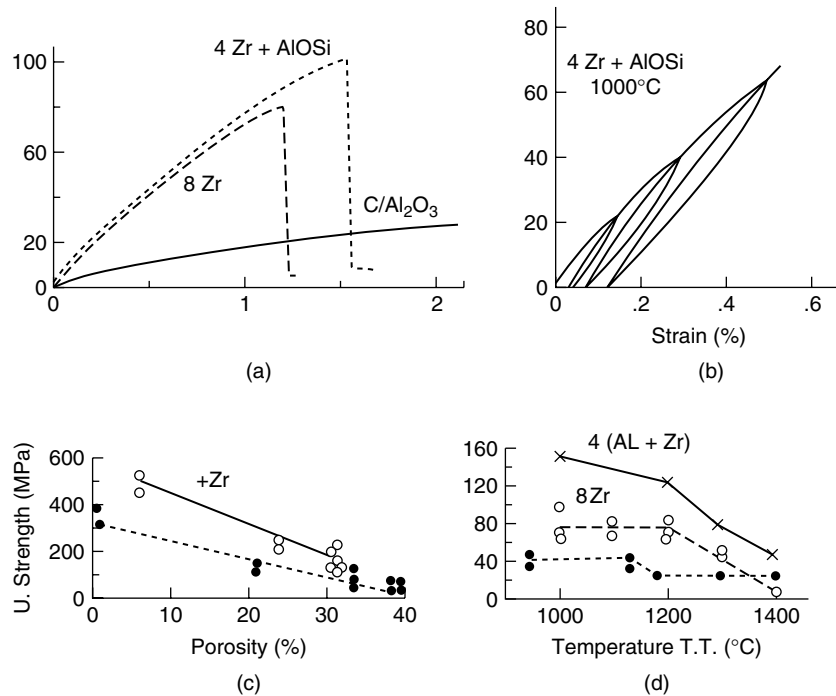 4 Zr + AlOSi
100
60
20
0
8 Zr
C/Al2O3
0
1
2
(a)
80
60
40
20
0
4 Zr + AlOSi
1000°C
0
.2
.4
.6
Strain (%)
(b)
U. Strength (MPa)
600
400
200
0
+Zr
0
10
20
30
40
Porosity (%)
(c)
160
120
80
40
0
4 (AL + Zr)
8Zr
1000
1200
1400
Temperature T.T. (°C)
(d)